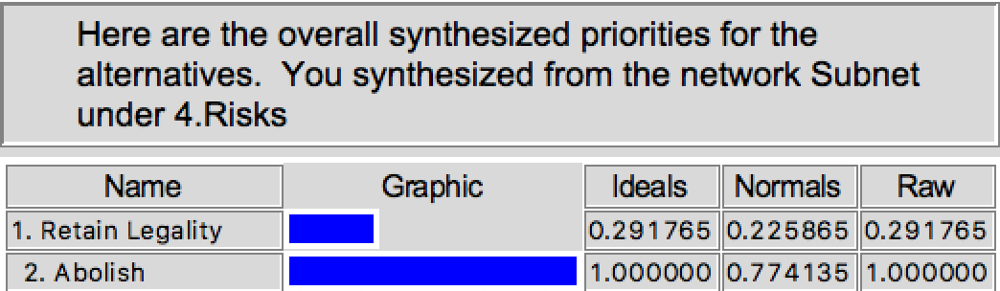 Here are the overall synthesized priorities for the
alternatives.  You synthesized from the network Subnet
under 4.Risks
Name Graphic Ideals Normals Raw
1. Retain Legality 0.291765 0.225865 0.291765
2. Abolish 1.000000 0.774135 1.000000